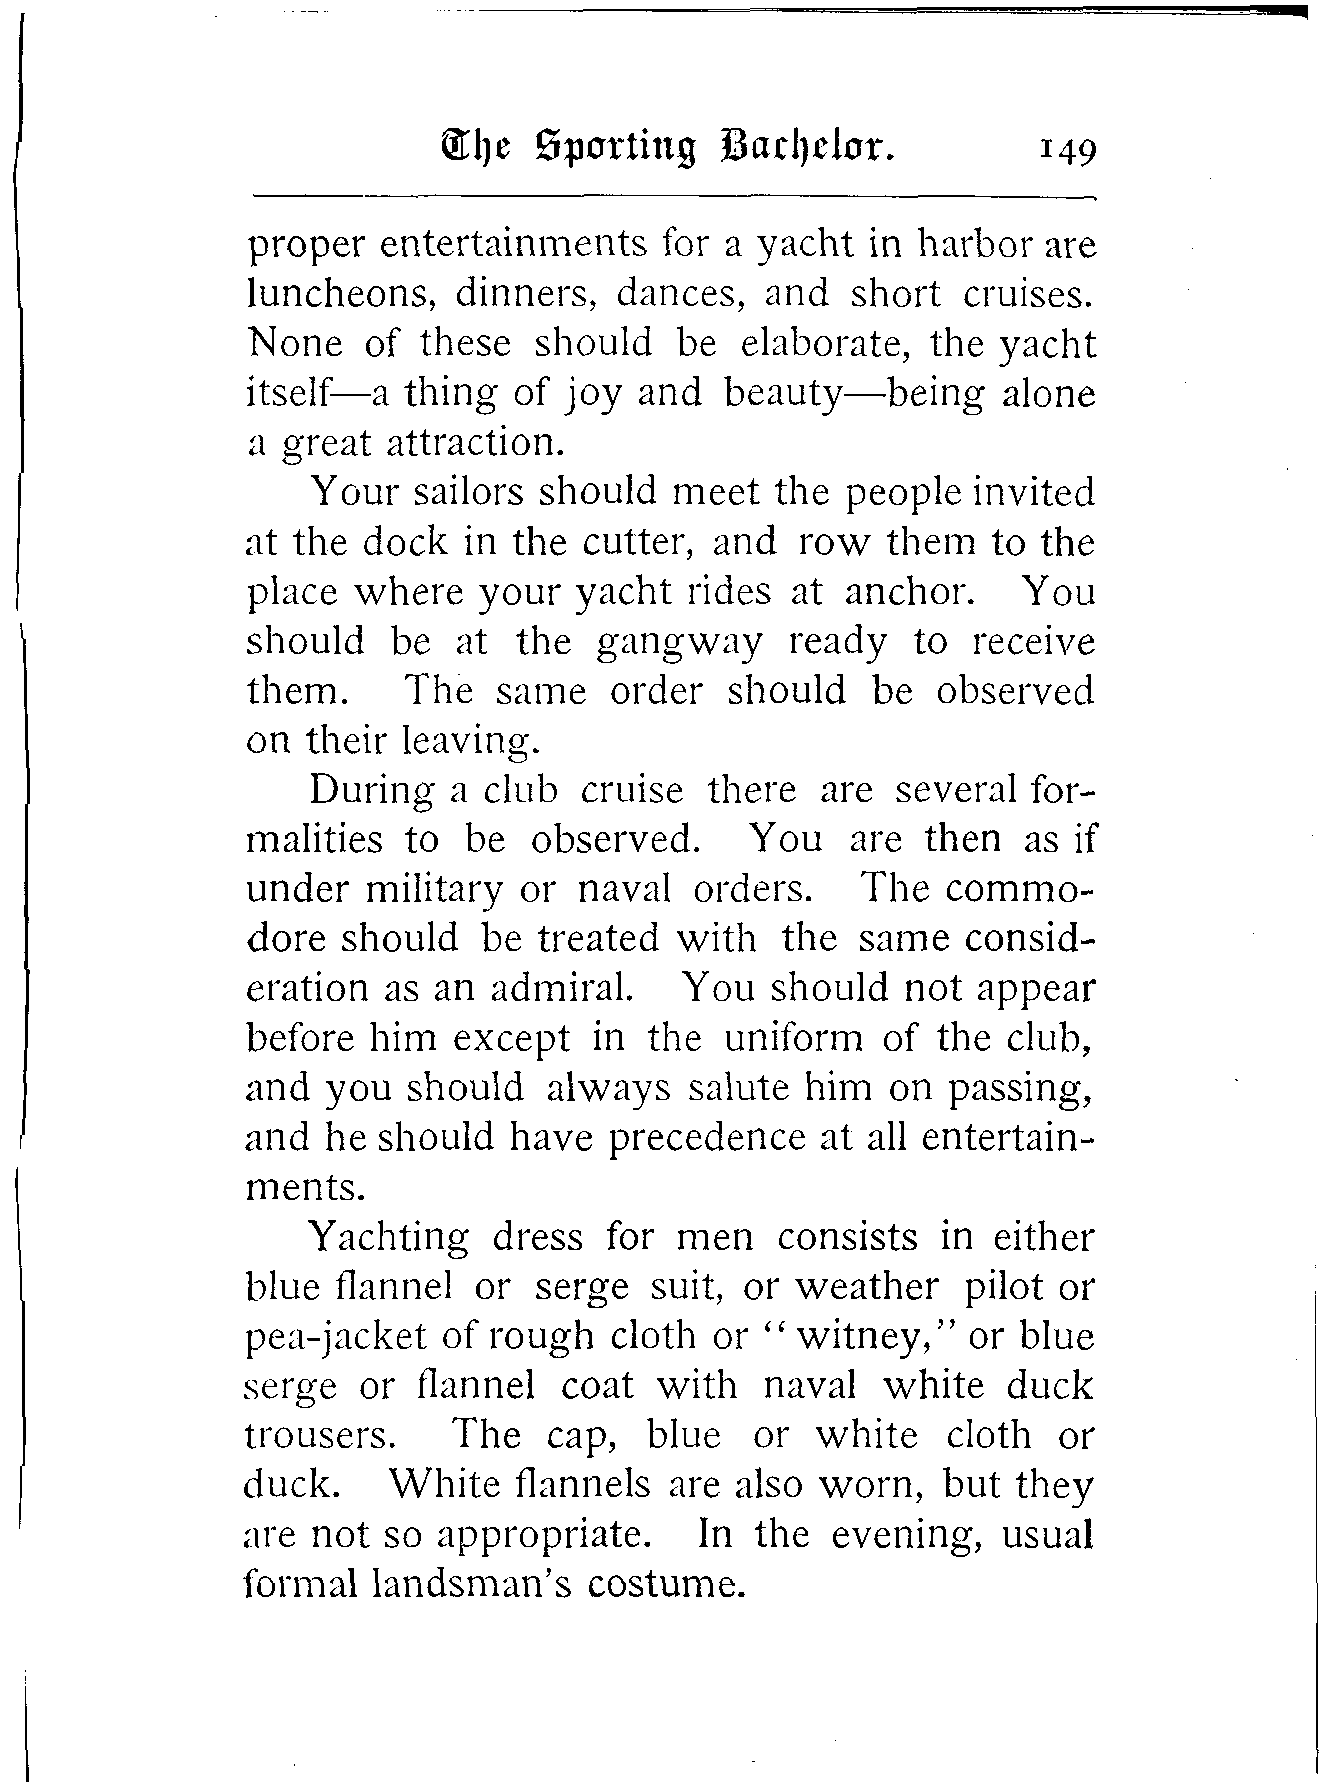 The Sporting Bachelor. 149
proper entertainments for a yacht in harbor are
luncheons, dinners, dances, and short cruises.
None of these should be elaborate, the yacht
itself—a thing of joy and beauty—being alone
a great attraction.
Your sailors should meet the people invited
at the dock in the cutter, and row them to the
place where your yacht rides at anchor. You
should be at the gangway ready to receive
them. The same order should be observed
on their leaving.
During a club cruise there are several for-
malities to be observed. You are then as if
under military or naval orders. The commo-
dore should be treated with the same consid-
eration as an admiral. You should not appear
before him except in the uniform of the club,
and you should always salute him on passing,
and he should have precedence at all entertain-
ments.
Yachting dress for men consists in either
blue flannel or serge suit, or weather pilot or
pea-jacket of rough cloth or “ witney,” or blue
serge or flannel coat with naval white duck
trousers. The cap, blue or white cloth or
duck. White flannels are also worn, but they
are not so appropriate. In the evening, usual
formal landsman's costume.